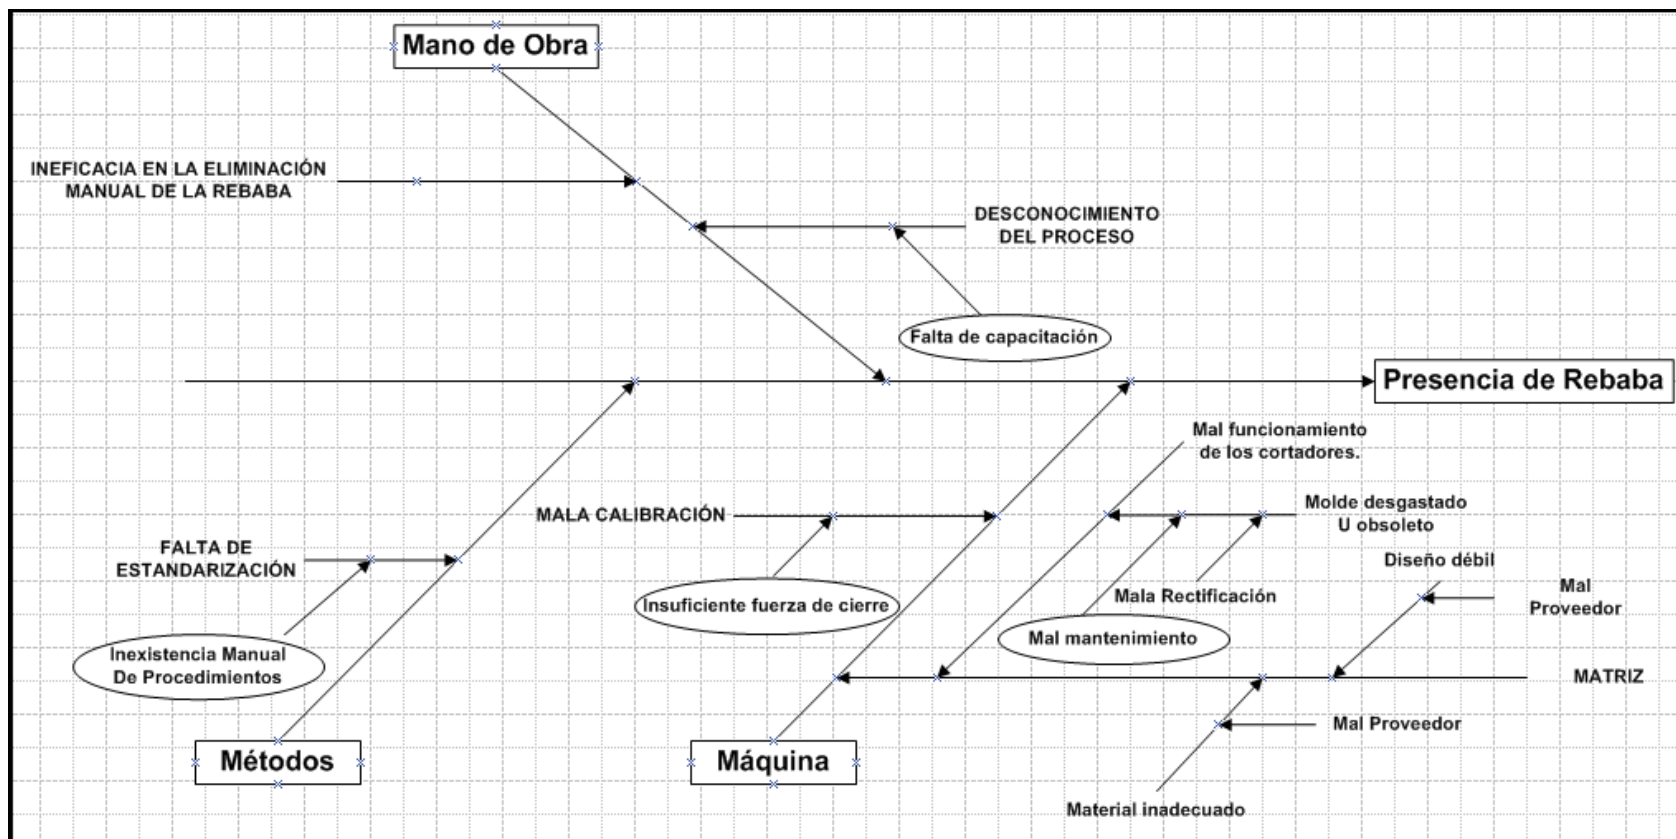 Mano de Obra
INEFICACIA EN LA ELIMINACIÓN
MANUAL DE LA REBABA
DESCONOCIMIENTO
DEL PROCESO
Falta de capacitación
Presencia de Rebaba
Mal funcionamiento
de los cortadores.
MALA CALIBRACIÓN
Molde desgastado
U obsoleto
FALTA DE
ESTANDARIZACIÓN
Diseño débil
Mal
Proveedor
Mala Rectificación
Insuficiente fuerza de cierre
Mal mantenimiento
Inexistencia Manual
De Procedimientos
MATRIZ
Mal Proveedor
Métodos
Máquina
Material inadecuado